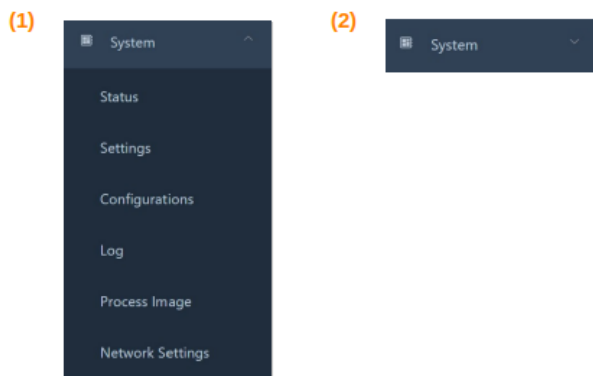 (1)
System
Status
Settings
Configurations
Log
Process Image
Network Settings
(2)
System